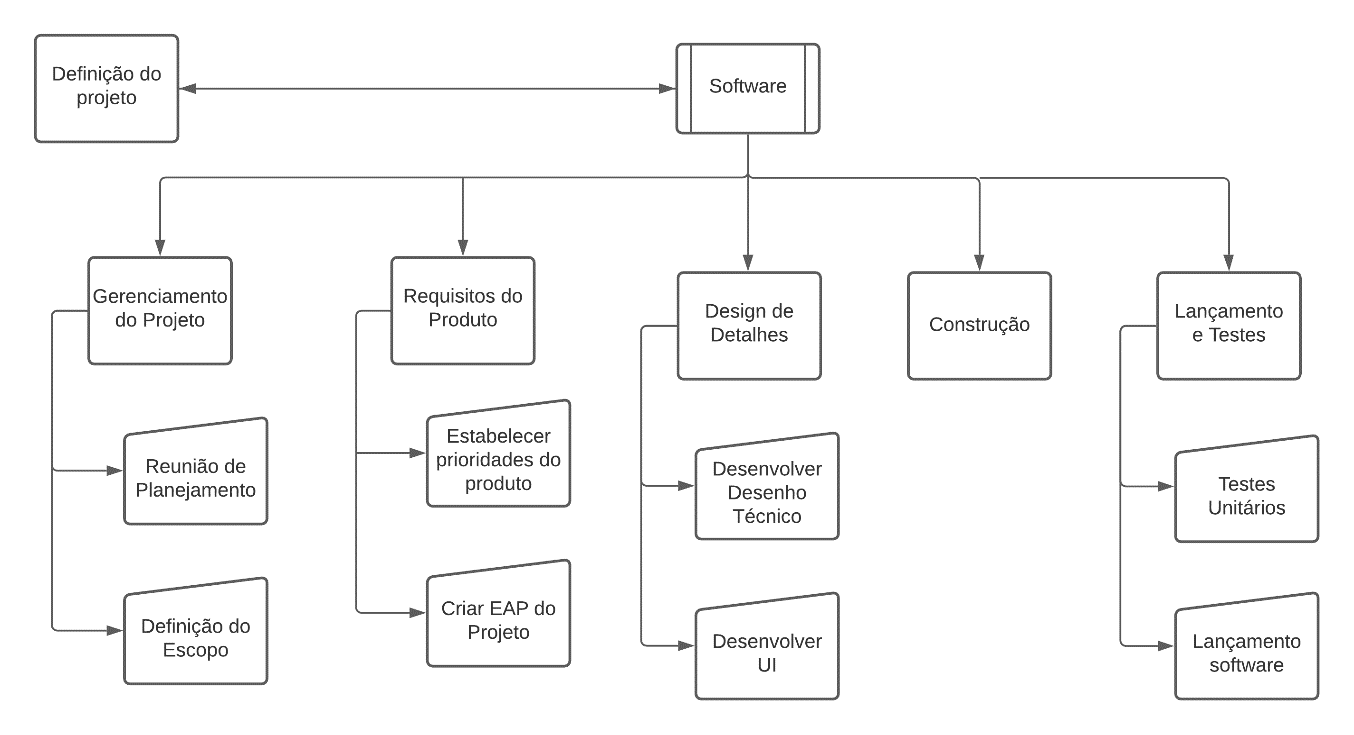 Definição do
projeto
Software
Gerenciamento
do Projeto
Requisitos do
Produto
Design de
Detalhes
Construção
Lançamento
e Testes
Reunião de
Planejamento
Estabelecer
prioridades do
produto
Desenvolver
Desenho
Técnico
Testes
Unitários
Definição do
Escopo
Criar EAP do
Projeto
Desenvolver
UI
Lançamento
software